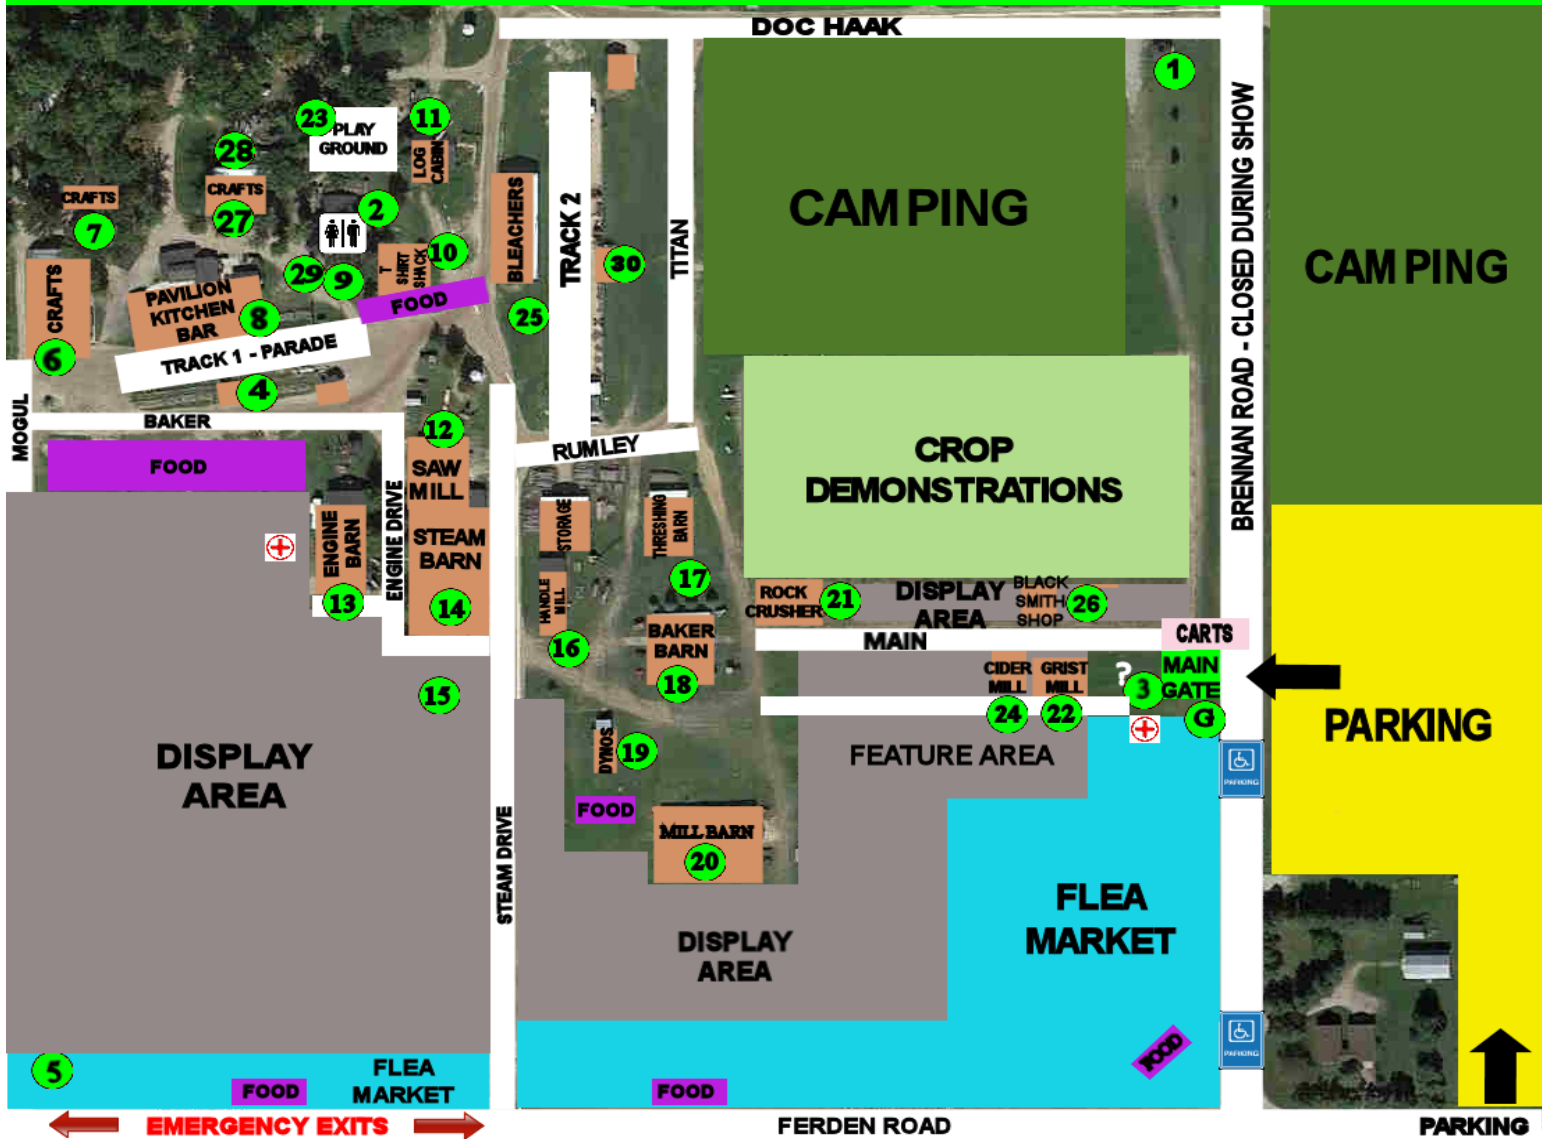 DOC HAAK
1
BRENNAN ROAD - CLOSED DURING SHOW
23
PLAY
GROUND
11
LOG
CABIN
28
CRAFTS
27
CRAFTS
7
2
BLEACHERS
TRACK 2
TITAN
CAMPING
CAMPING
10
T
SHIRT
SHACK
29
9
30
FOOD
25
CRAFTS
6
PAVILION
KITCHEN
BAR
8
TRACK 1 - PARADE
4
MOGUL
BAKER
12
RUMLEY
FOOD
SAW
MILL
CROP
DEMONSTRATIONS
ENGINE
BARN
13
ENGINE DRIVE
STEAM
BARN
14
STORAGE
THRESHING
BARN
17
HANDLE
MILL
16
ROCK
CRUSHER
21
DISPLAY
AREA
BLACK
SMITH
SHOP
26
BAKER
BARN
18
MAIN
CARTS
CIDER
MILL
24
GRIST
MILL
22
?
3
MAIN
GATE
G
15
PARKING
DISPLAY
AREA
DYNOS
19
FEATURE AREA
PARKING
FOOD
MILL BARN
20
STEAM DRIVE
FLEA
MARKET
DISPLAY
AREA
PARKING
FOOD
5
FLEA
MARKET
FOOD
FOOD
EMERGENCY EXITS
FERDEN ROAD
PARKING